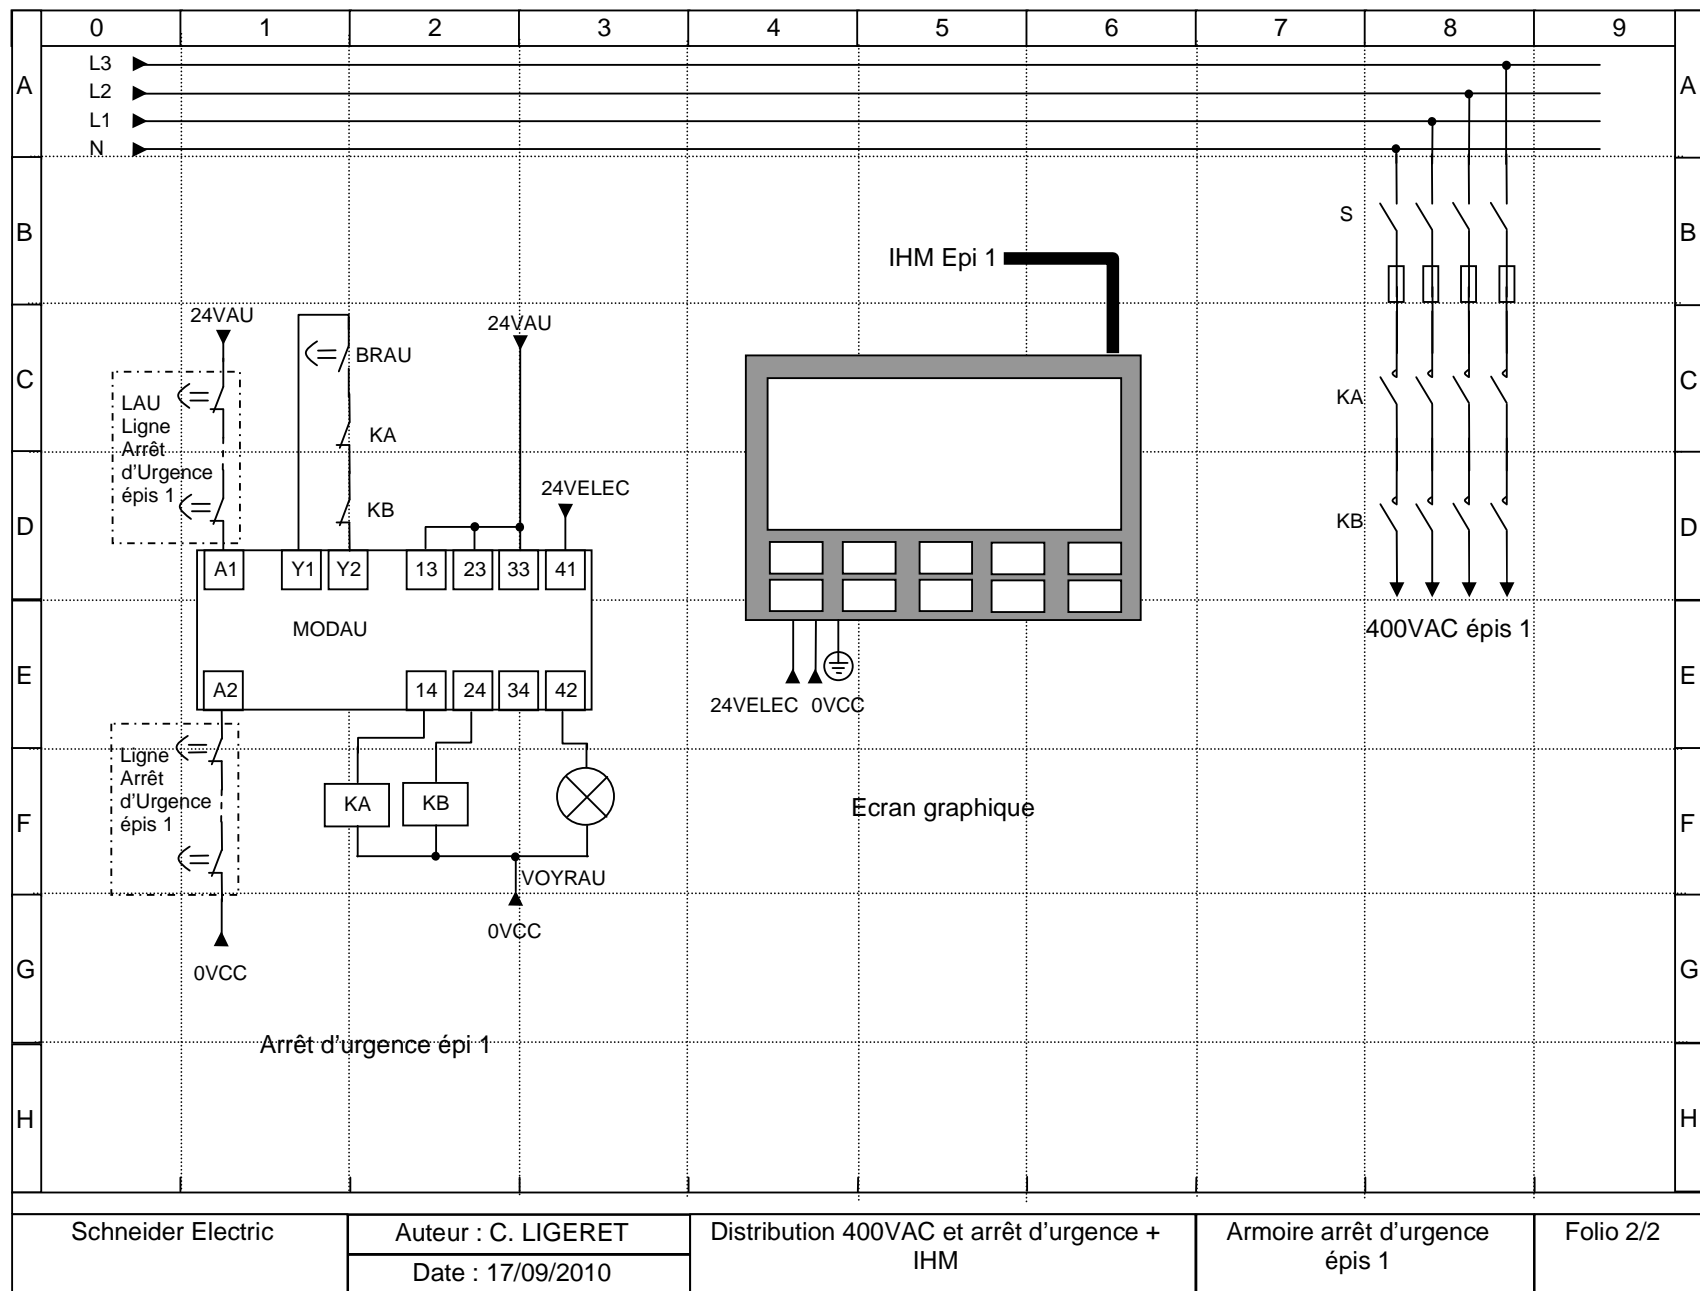 0 1 2 3 4 5 6 7 8 9
A L3 A
L2
L1
N
B S B
IHM Epi 1
24VAU 24VAU
BRAU
C C
LAU
Ligne
Arrêt
d'Urgence
épis 1
KA
KA
KB
24VELEC
KB
D D
A1 Y1 Y2 13 23 33 41
MODAU
400VAC épis 1
E E
A2 14 24 34 42
24VELEC 0VCC
Ligne
Arrêt
d'Urgence
épis 1
KA KB
Ecran graphique
F F
VOYRAU
0VCC
0VCC
G G
Arrêt d'urgence épi 1
H H
Schneider Electric
Auteur : C. LIGERET
Date : 17/09/2010
Distribution 400VAC et arrêt d'urgence +
IHM
Armoire arrêt d'urgence
épis 1
Folio 2/2